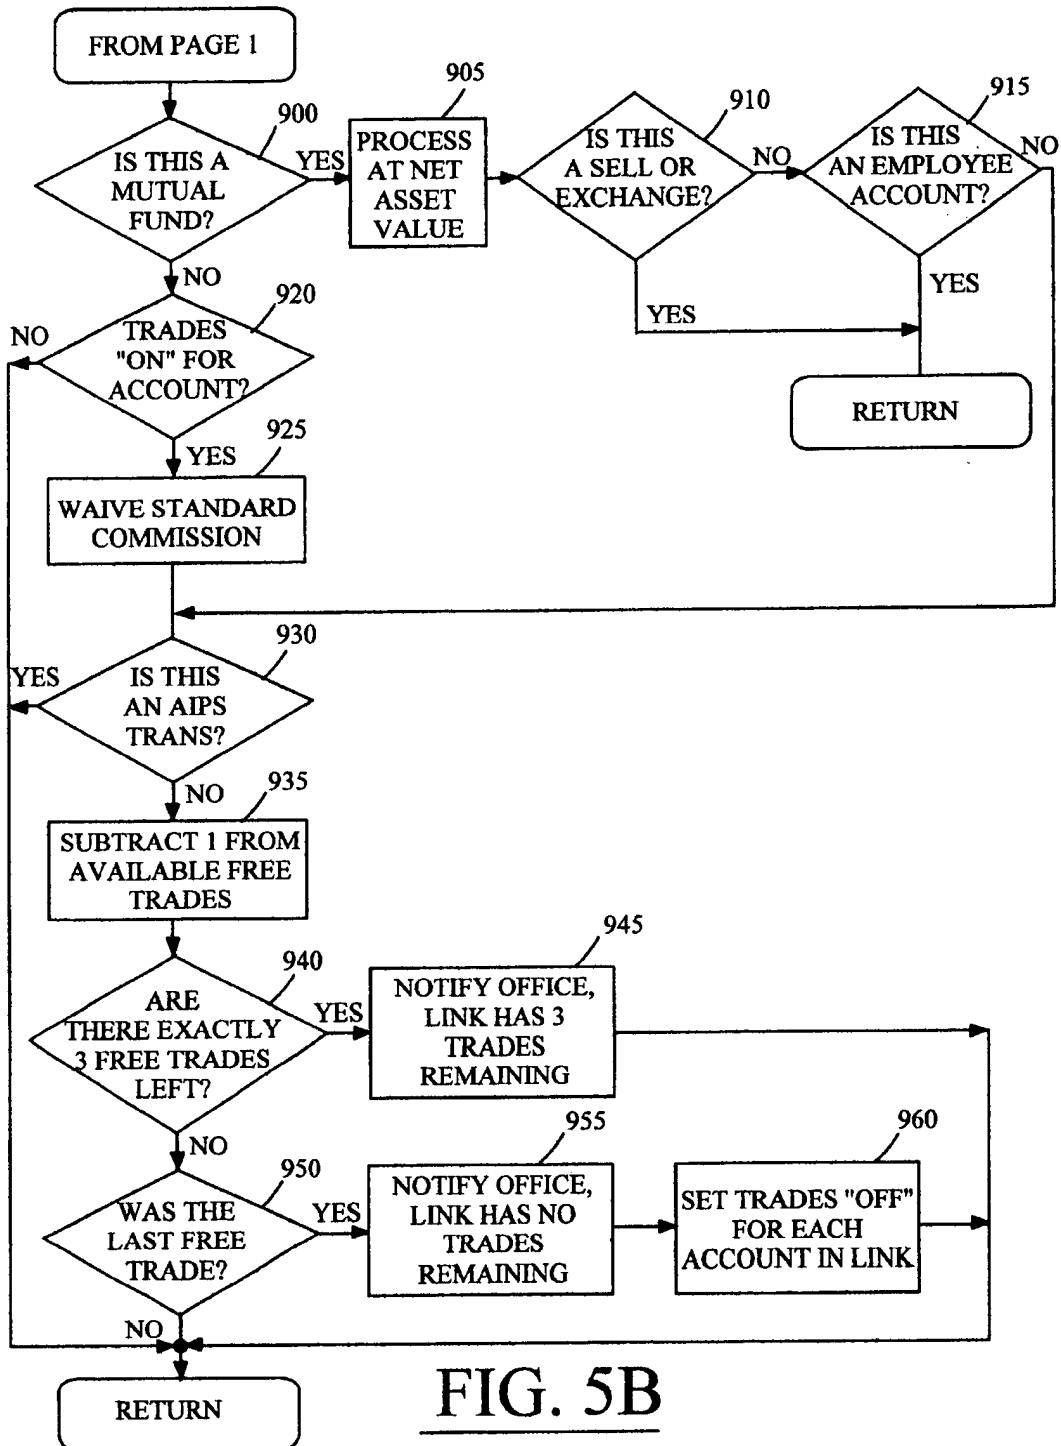 FROM PAGE 1
900
IS THIS A
MUTUAL
FUND?
YES
905
PROCESS
AT NET
ASSET
VALUE
910
IS THIS
A SELL OR
EXCHANGE?
NO
915
IS THIS
AN EMPLOYEE
ACCOUNT?
NO
YES
YES
RETURN
NO
920
TRADES
"ON" FOR
ACCOUNT?
NO
YES
925
WAIVE STANDARD
COMMISSION
930
IS THIS
AN AIPS
TRANS?
YES
NO
935
SUBTRACT 1 FROM
AVAILABLE FREE
TRADES
940
ARE
THERE EXACTLY
3 FREE TRADES
LEFT?
YES
945
NOTIFY OFFICE,
LINK HAS 3
TRADES
REMAINING
NO
950
WAS THE
LAST FREE
TRADE?
YES
955
NOTIFY OFFICE,
LINK HAS NO
TRADES
REMAINING
960
SET TRADES "OFF"
FOR EACH
ACCOUNT IN LINK
NO
RETURN
FIG. 5B